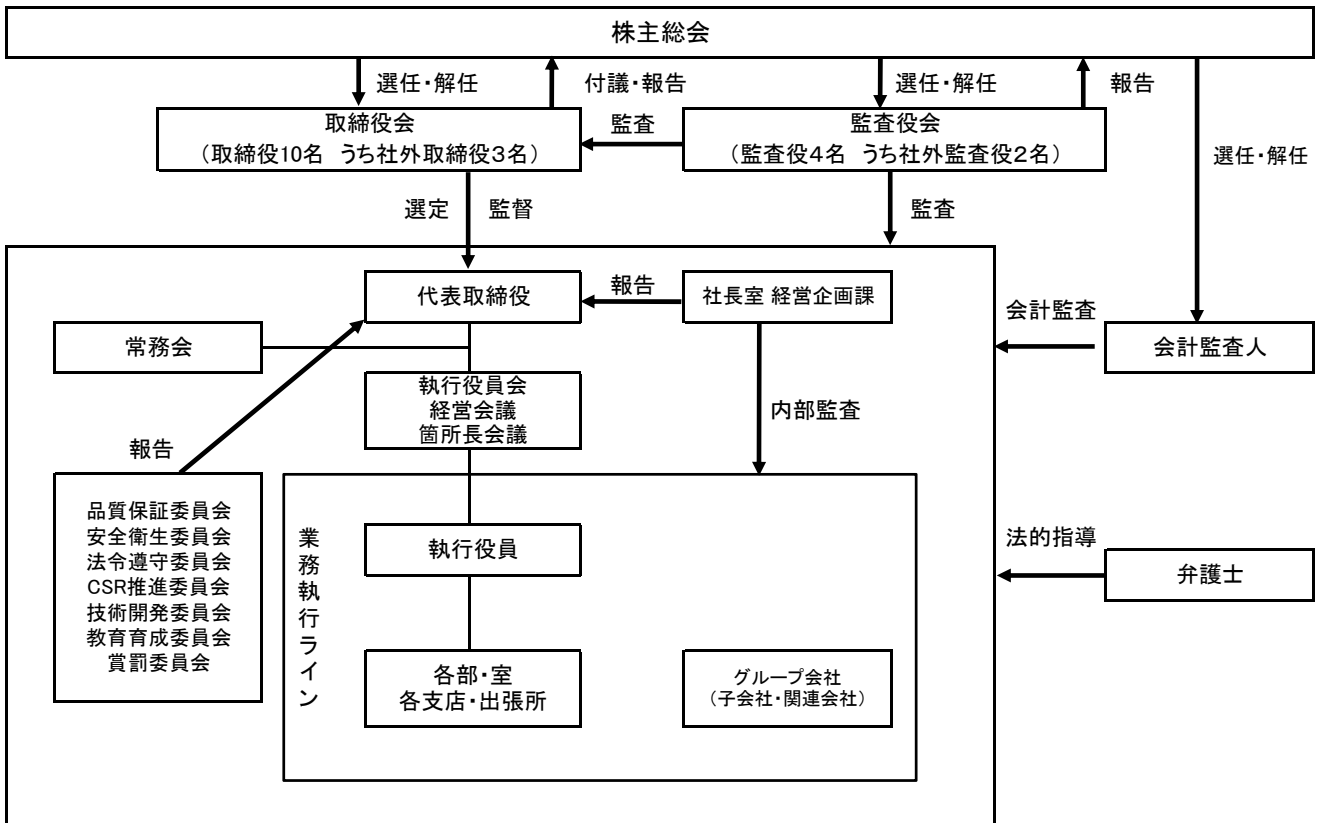 株主総会
選任・解任
付議・報告
選任・解任
報告
取締役会
（取締役10名　うち社外取締役３名）
監査
監査役会
（監査役４名　うち社外監査役２名）
選任・解任
選定
監督
監査
代表取締役
報告
社長室 経営企画課
会計監査
常務会
会計監査人
執行役員会
経営会議
箇所長会議
内部監査
報告
品質保証委員会
安全衛生委員会
法令遵守委員会
CSR推進委員会
技術開発委員会
教育育成委員会
賞罰委員会
業務執行ライン
執行役員
法的指導
弁護士
各部・室
各支店・出張所
グループ会社
（子会社・関連会社）